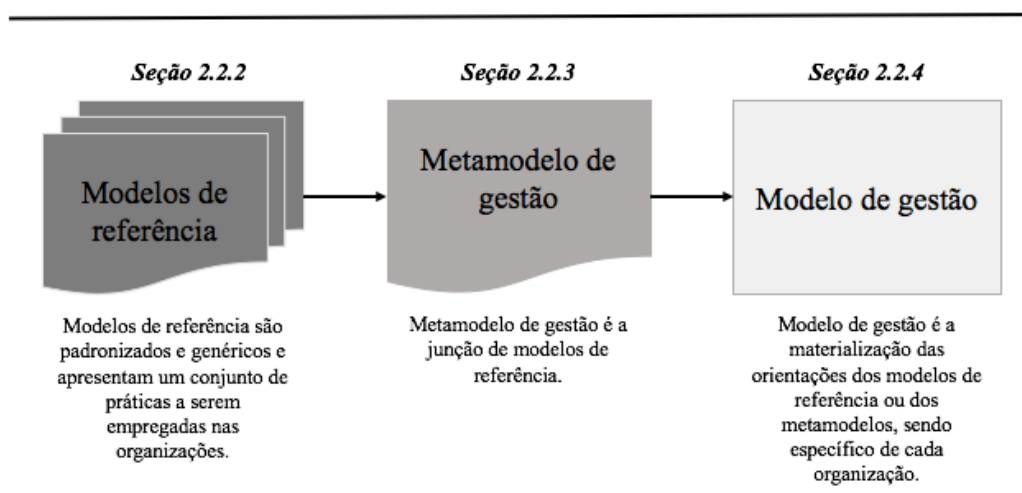 Seção 2.2.2
Seção 2.2.3
Seção 2.2.4
Modelos de
referência
Metamodelo de
gestão
Modelo de gestão
Modelos de referência são
padronizados e genéricos e
apresentam um conjunto de
práticas a serem
empregadas nas
organizações.
Metamodelo de gestão é a
junção de modelos de
referência.
Modelo de gestão é a
materialização das
orientações dos modelos de
referência ou dos
metamodelos, sendo
específico de cada
organização.